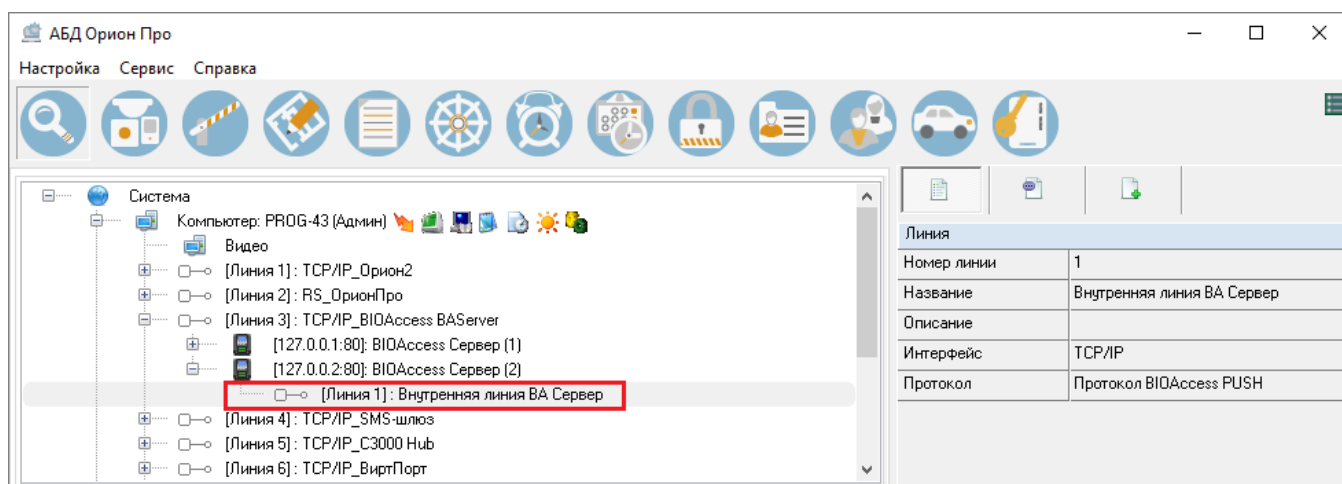 АБД Орион Про
Настройка Сервис Справка
Система
Компьютер: PROG-43 (Админ)
Видео
[Линия 1] : TCP/IP_Орион2
[Линия 2] : RS_ОрионПро
[Линия 3] : TCP/IP_BIOAccess BAServer
[127.0.0.1:80]: BIOAccess Сервер (1)
[127.0.0.2:80]: BIOAccess Сервер (2)
[Линия 1] : Внутренняя линия BA Сервер
[Линия 4] : TCP/IP_SMS-шлюз
[Линия 5] : TCP/IP_C3000 Hub
[Линия 6] : TCP/IP_ВиртПорт
Линия
Номер линии 1
Название Внутренняя линия BA Сервер
Описание
Интерфейс TCP/IP
Протокол Протокол BIOAccess PUSH